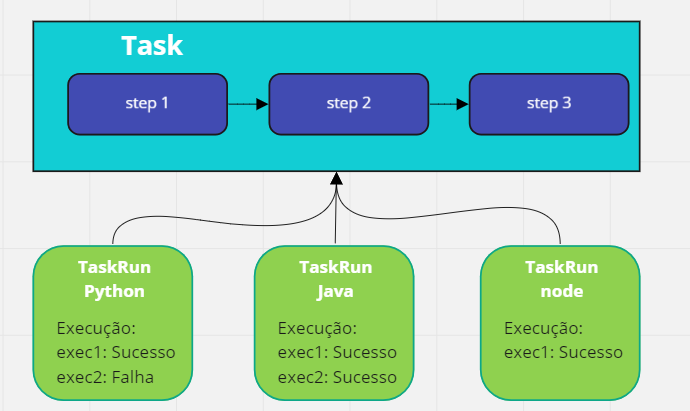 Task
step 1
step 2
step 3
TaskRun
Python
Execução:
exec1: Sucesso
exec2: Falha
TaskRun
Java
Execução:
exec1: Sucesso
exec2: Sucesso
TaskRun
node
Execução:
exec1: Sucesso